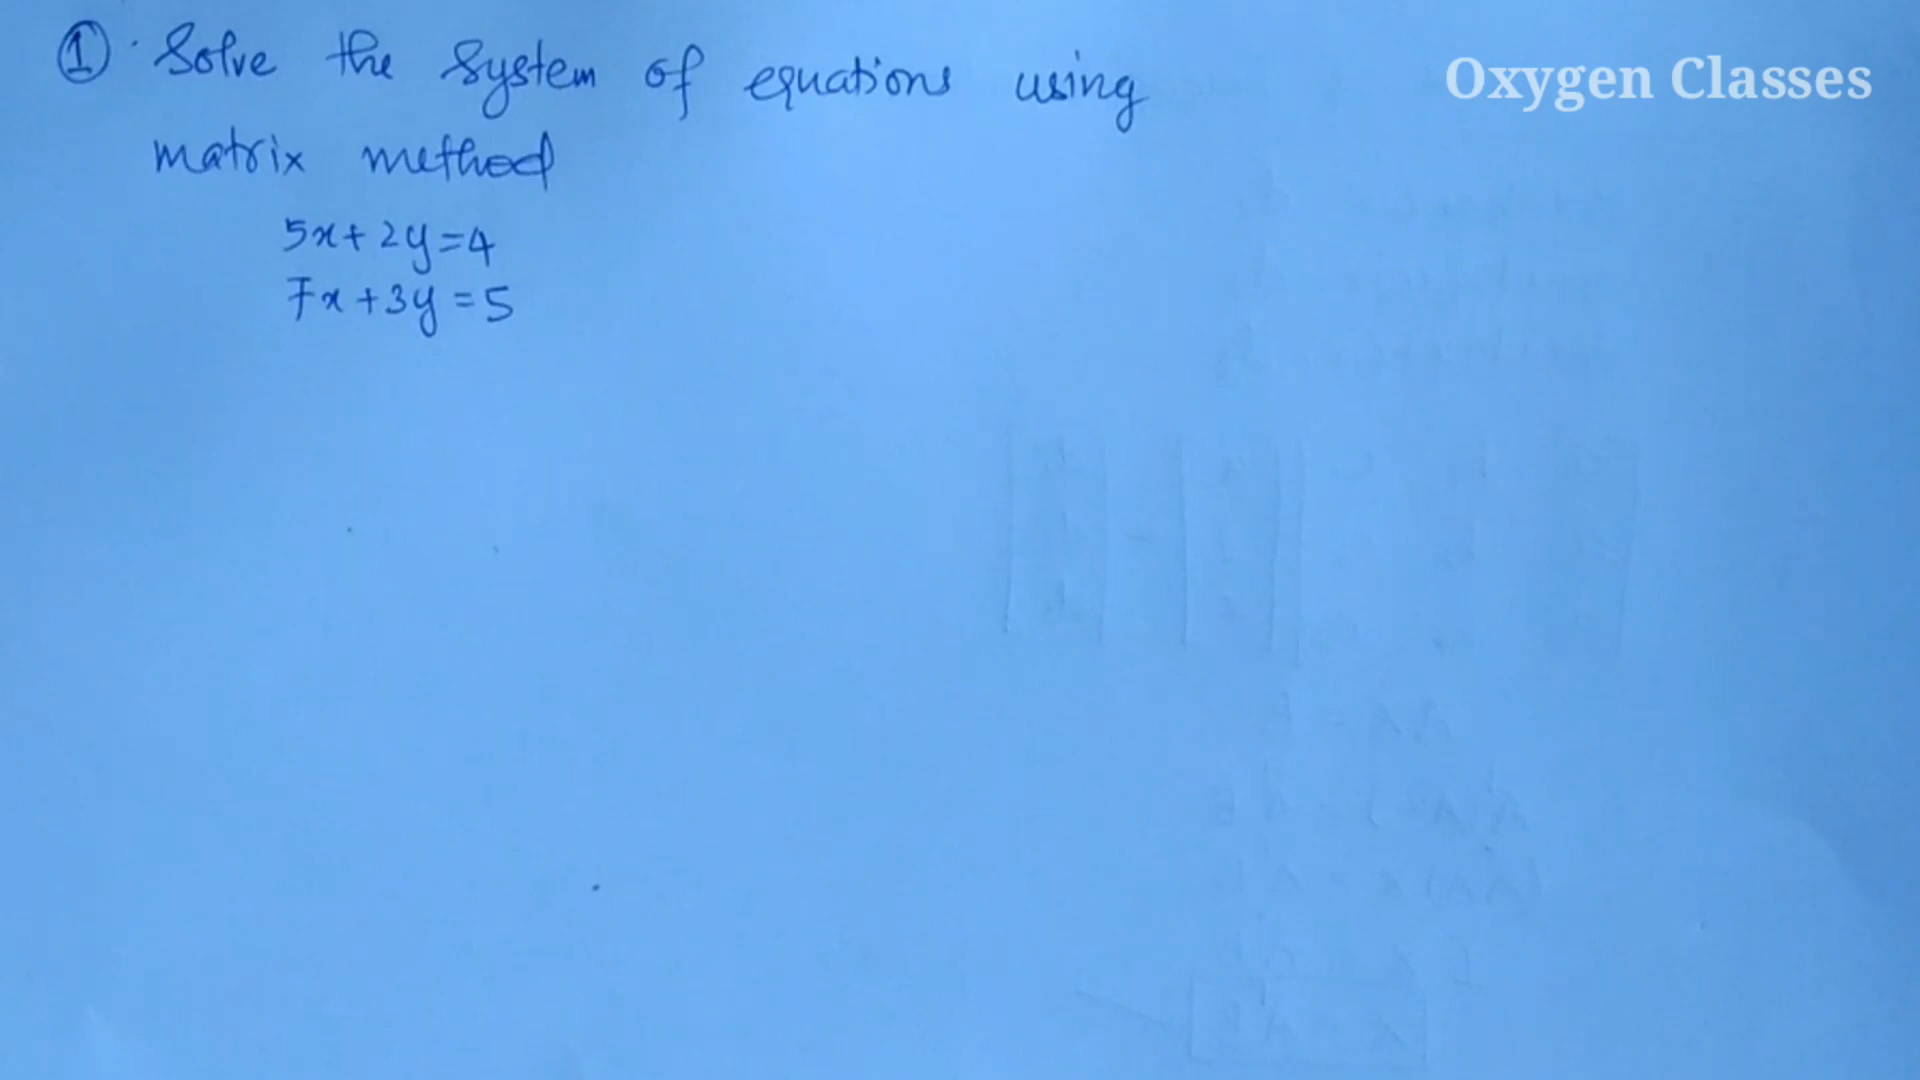 ① Solve the System of equations using
Oxygen Classes
matrix method
5x+2y=4
7x+3y=5